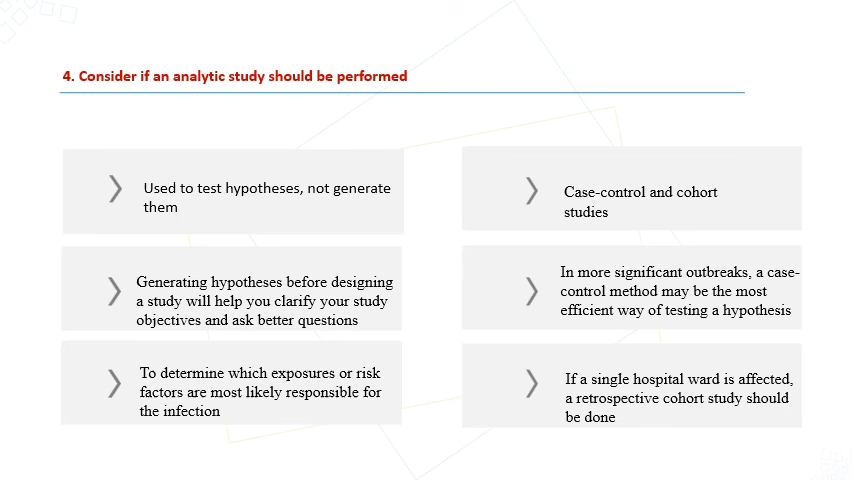 4. Consider if an analytic study should be performed
Used to test hypotheses, not generate
them
Generating hypotheses before designing
a study will help you clarify your study
objectives and ask better questions
To determine which exposures or risk
factors are most likely responsible for
the infection
Case-control and cohort
studies
In more significant outbreaks, a case-
control method may be the most
efficient way of testing a hypothesis
If a single hospital ward is affected,
a retrospective cohort study should
be done